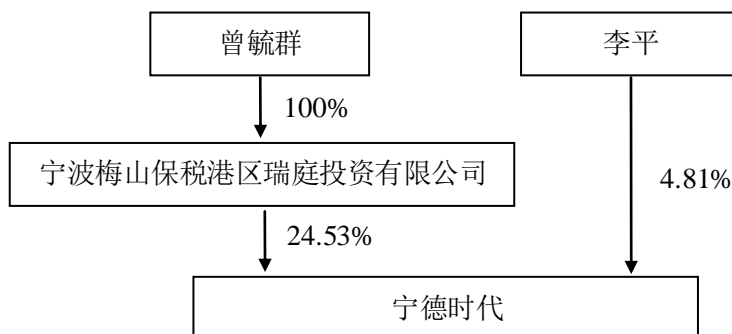 曾毓群
李平
100%
宁波梅山保税港区瑞庭投资有限公司
4.81%
24.53%
宁德时代